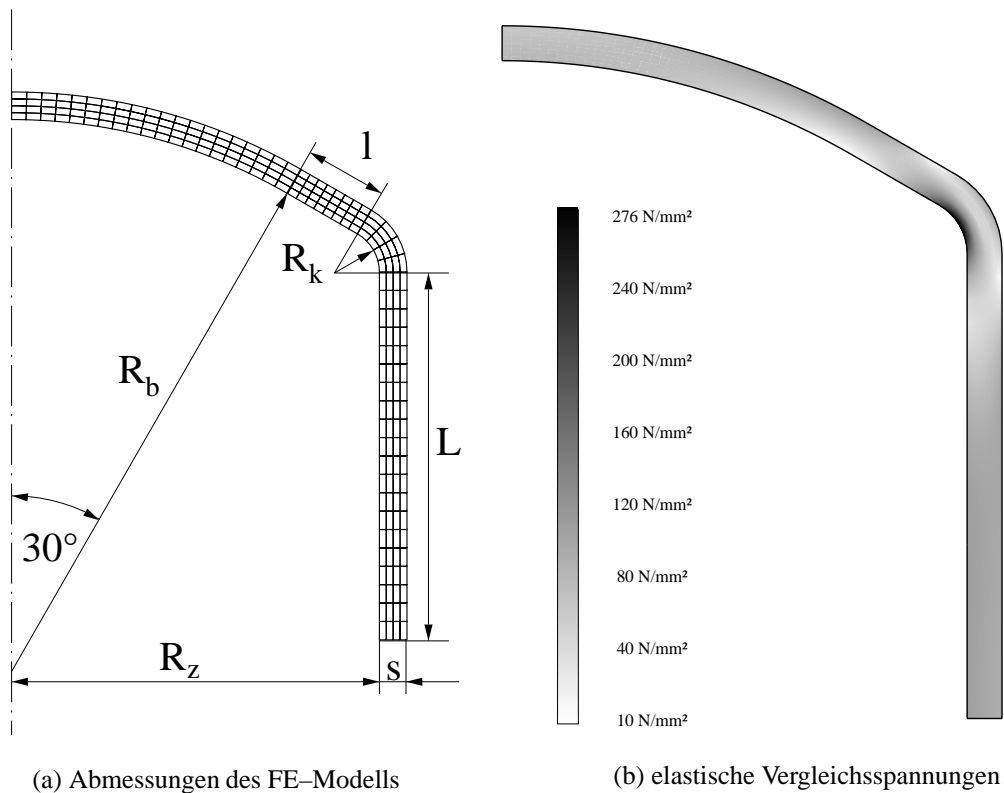 l
R_k
R_b
L
30°
R_z
s
(a) Abmessungen des FE–Modells
276 N/mm²
240 N/mm²
200 N/mm²
160 N/mm²
120 N/mm²
80 N/mm²
40 N/mm²
10 N/mm²
(b) elastische Vergleichsspannungen